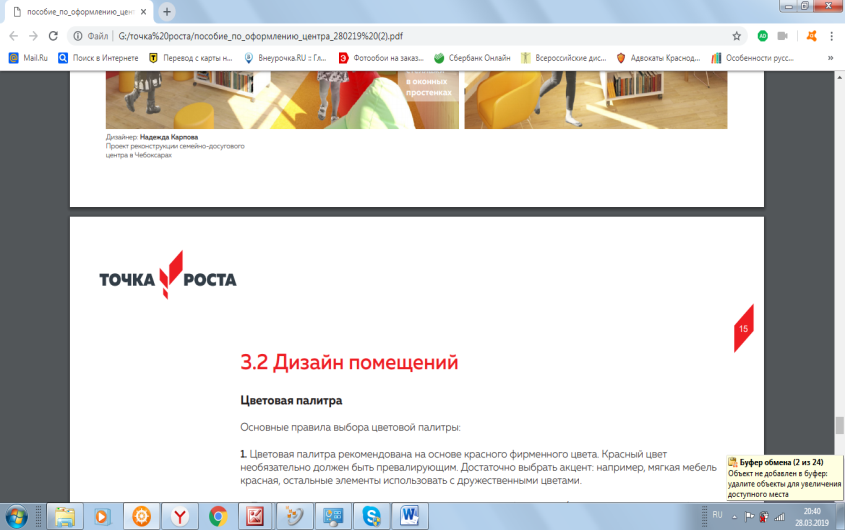 пособие_по_оформлению_цен
Файл | G:/точка%20роста/пособие_по_оформлению_центра_280219%20(2).pdf
Mail.Ru Поиск в Интернете Перевод с карты н... Внеурочка.RU :: Гл... Фотообои на заказ... Сбербанк Онлайн Всероссийские дис... Адвокаты Краснод... Особенности русс... »
в оконных
простенках
Дизайнер: Надежда Карпова
Проект реконструкции семейно-досугового
центра в Чебоксарах
ТОЧКА РОСТА
15
3.2 Дизайн помещений
Цветовая палитра
Основные правила выбора цветовой палитры:
1. Цветовая палитра рекомендована на основе красного фирменного цвета. Красный цвет
необязательно должен быть превалирующим. Достаточно выбрать акцент: например, мягкая мебель
красная, остальные элементы использовать с дружественными цветами.
Буфер обмена (2 из 24)
Объект не добавлен в буфер:
удалите объекты для увеличения
доступного места
RU
20:40
28.03.2019